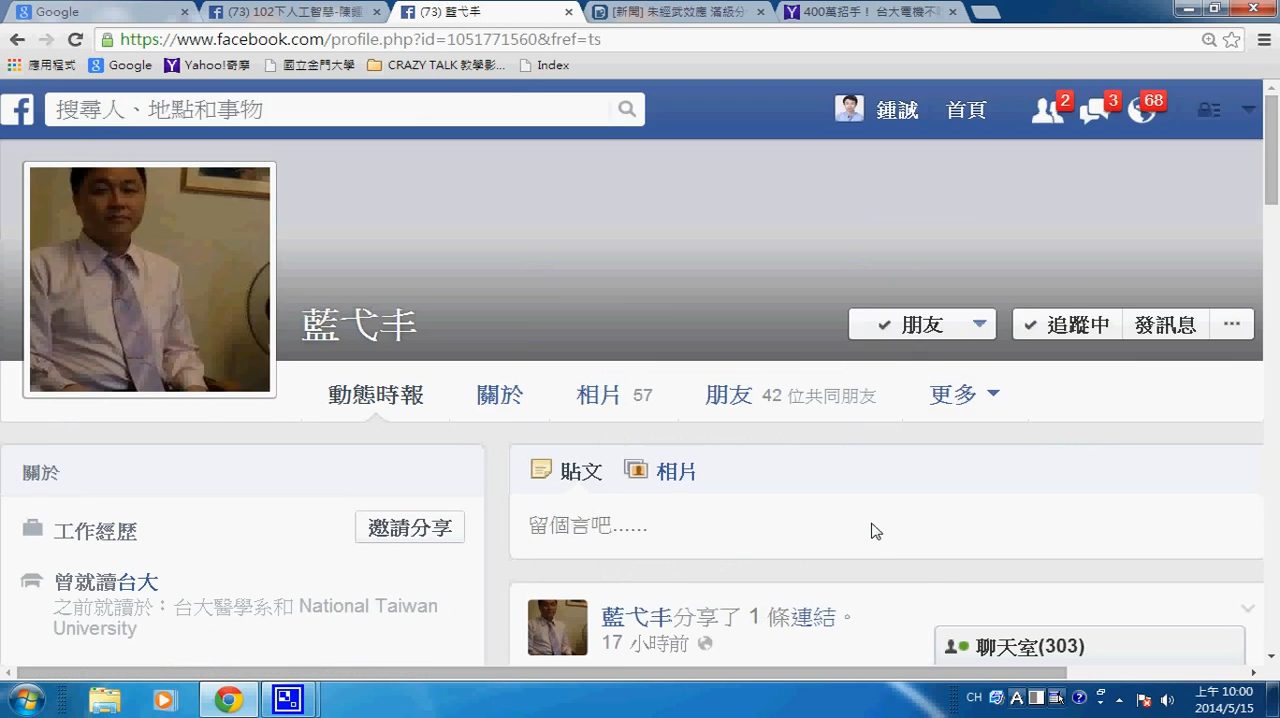 Google
(73) 102下人工智慧-陳鍾
(73) 藍弋丰
[新聞] 朱經武效應 滿級分
400萬招手！ 台大電機不
https://www.facebook.com/profile.php?id=1051771560&fref=ts
應用程式 Google Yahoo!奇摩 國立金門大學 CRAZY TALK 教學影... Index
搜尋人、地點和事物
鍾誠 首頁 2 3 68
藍弋丰
朋友 追蹤中 發訊息 ...
動態時報 關於 相片 57 朋友 42 位共同朋友 更多
關於
貼文 相片
工作經歷 邀請分享
留個言吧......
曾就讀台大
之前就讀於：台大醫學系和 National Taiwan
University
藍弋丰分享了 1 條連結。
17 小時前
聊天室(303)
CH
上午 10:00
2014/5/15